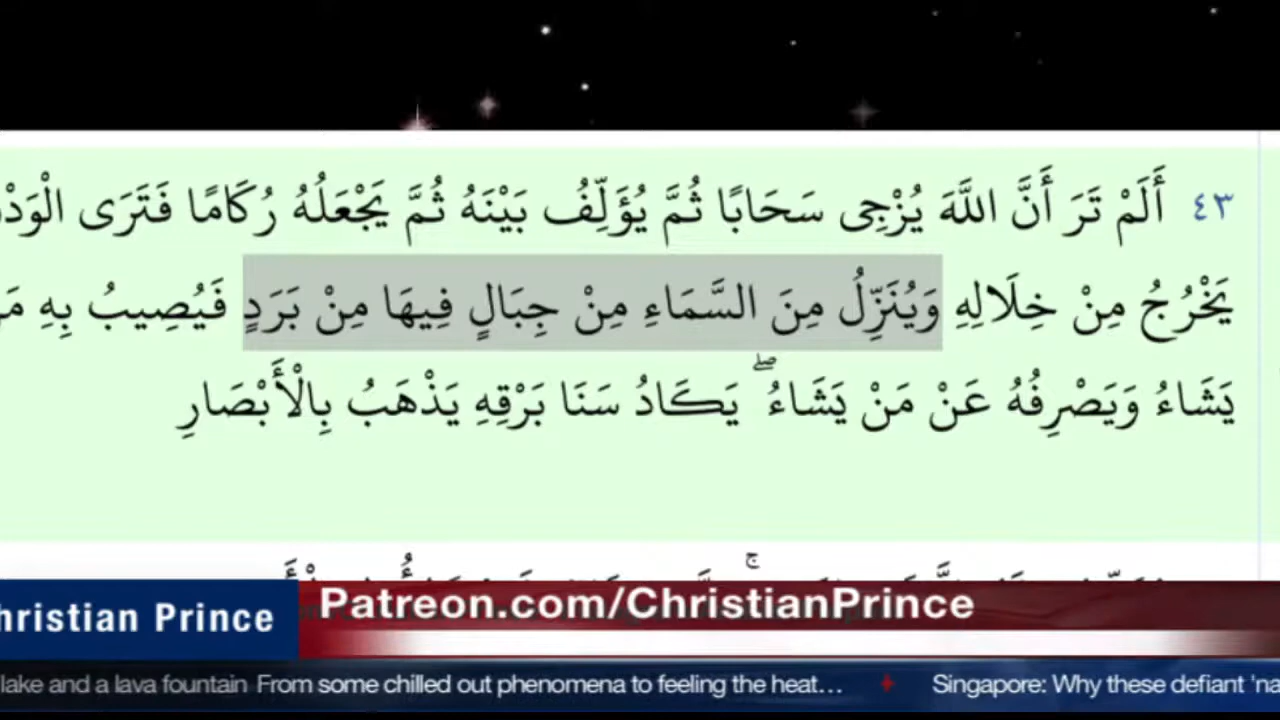 ٤٣ أَلَمْ تَرَ أَنَّ اللَّهَ يُزْجِى سَحَابًا ثُمَّ يُؤَلِّفُ بَيْنَهُ ثُمَّ يَجْعَلُهُ رُكَامًا فَتَرَى
يَخْرُجُ مِنْ خِلَالِهِ وَيُنَزِّلُ مِنَ السَّمَاءِ مِنْ جِبَالٍ فِيهَا مِنْ بَرَدٍ فَيُصِيبُ بِهِ
يَشَاءُ وَيَصْرِفُهُ عَنْ مَنْ يَشَاءُ ۖ يَكَادُ سَنَا بَرْقِهِ يَذْهَبُ بِالْأَبْصَارِ
hristian Prince
Patreon.com/ChristianPrince
lake and a lava fountain From some chilled out phenomena to feeling the heat... Singapore: Why these defiant 'na